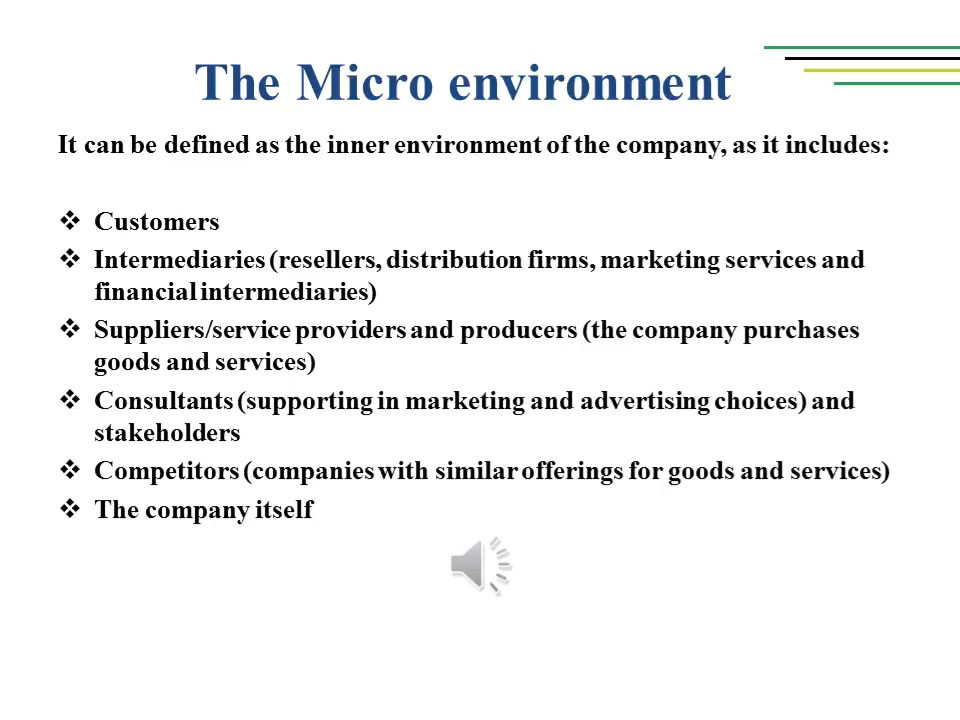 The Micro environment
It can be defined as the inner environment of the company, as it includes:
❖ Customers
❖ Intermediaries (resellers, distribution firms, marketing services and
financial intermediaries)
❖ Suppliers/service providers and producers (the company purchases
goods and services)
❖ Consultants (supporting in marketing and advertising choices) and
stakeholders
❖ Competitors (companies with similar offerings for goods and services)
❖ The company itself